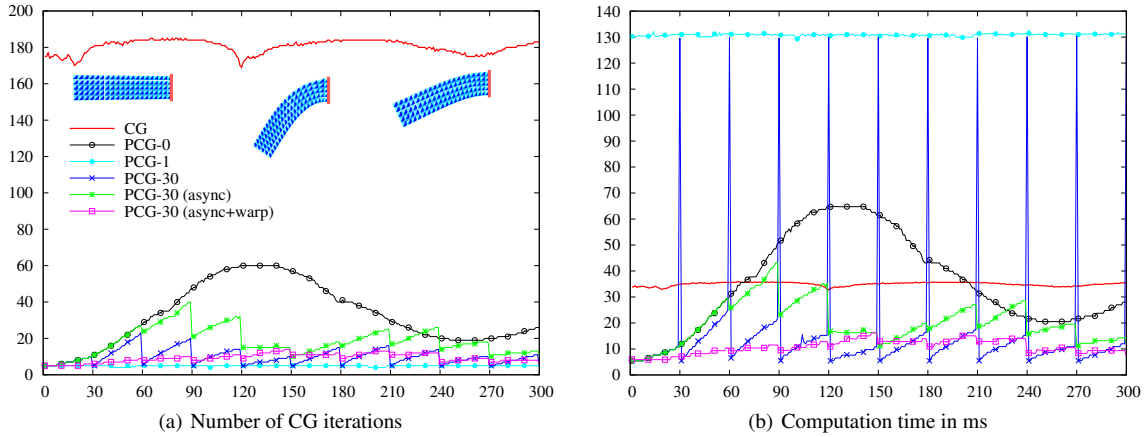 200
180
160
140
120
100
80
60
40
20
0
0 30 60 90 120 150 180 210 240 270 300
CG
PCG-0
PCG-1
PCG-30
PCG-30 (async)
PCG-30 (async+warp)
(a) Number of CG iterations
140
130
120
110
100
90
80
70
60
50
40
30
20
10
0
0 30 60 90 120 150 180 210 240 270 300
(b) Computation time in ms